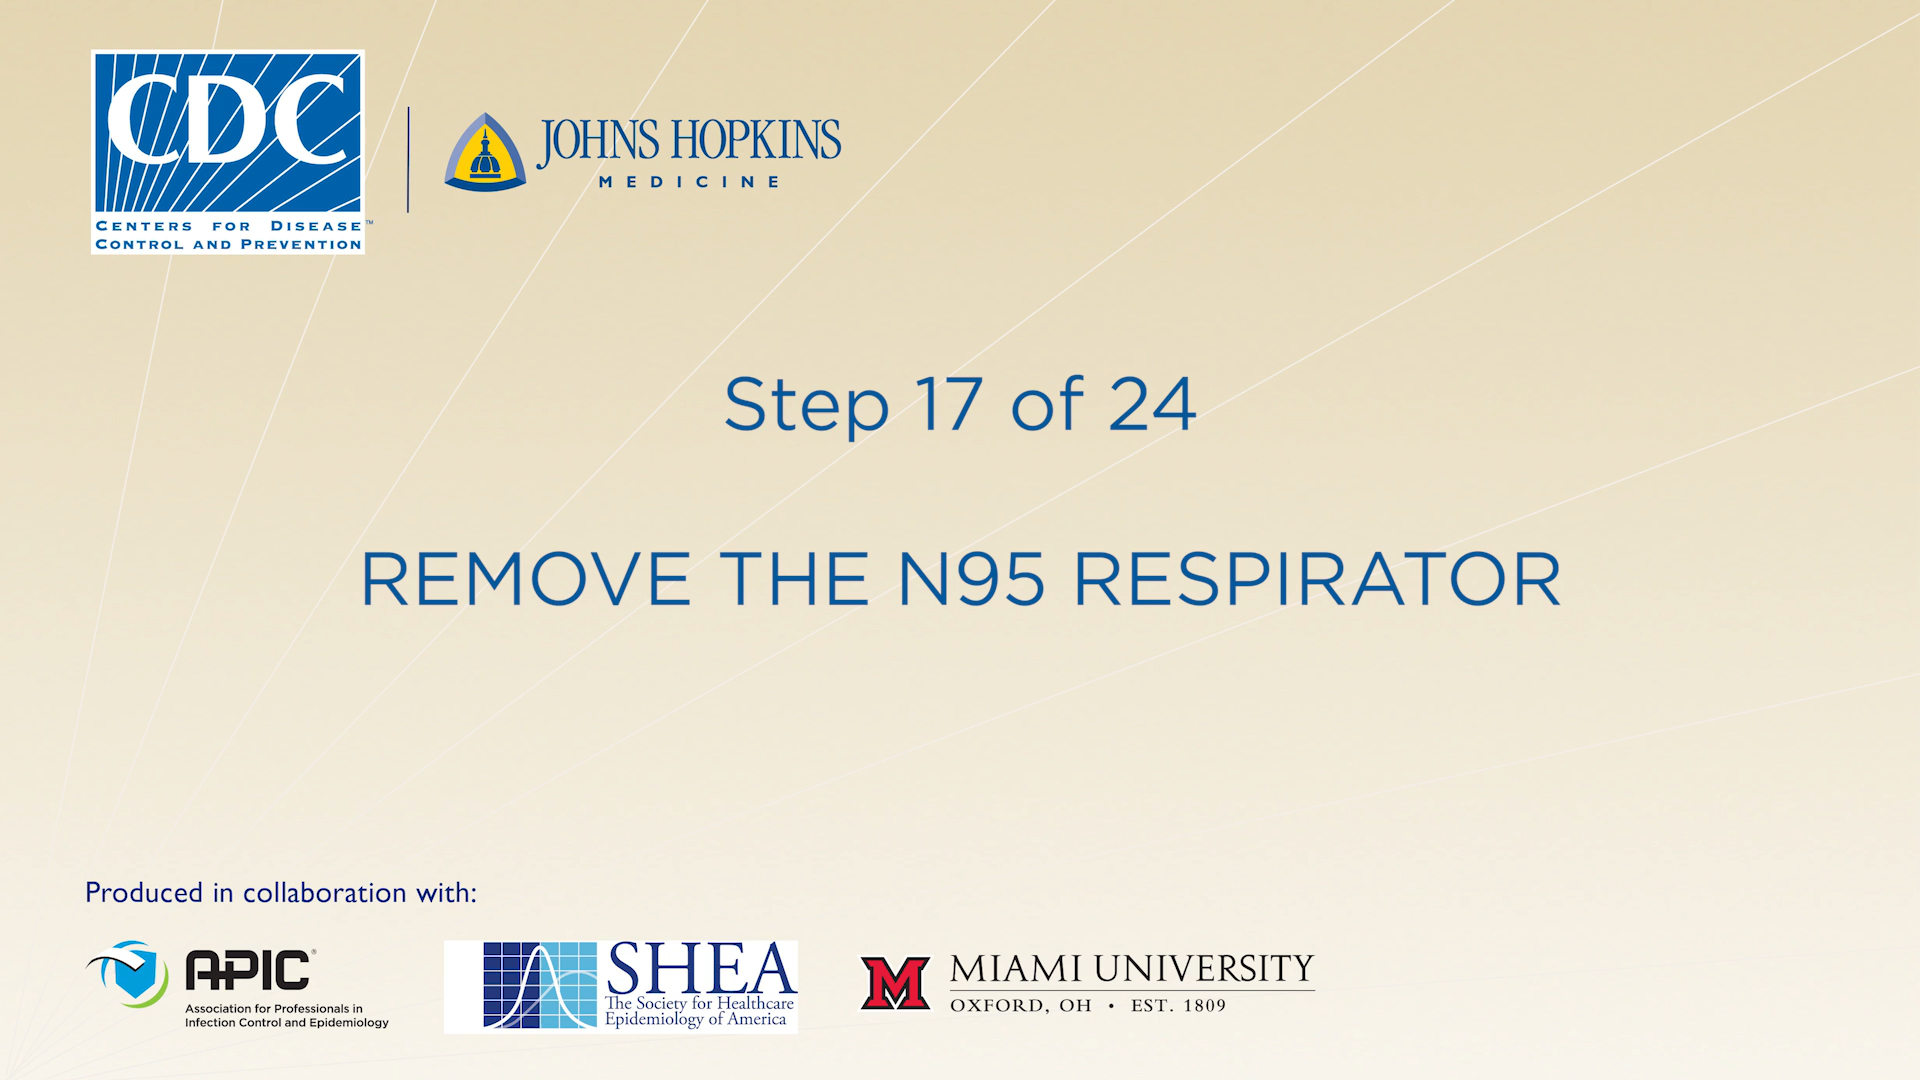 CDC
CENTERS FOR DISEASE™
CONTROL AND PREVENTION
JOHNS HOPKINS
MEDICINE
Step 17 of 24
REMOVE THE N95 RESPIRATOR
Produced in collaboration with:
APIC®
Association for Professionals in
Infection Control and Epidemiology
SHEA
The Society for Healthcare
Epidemiology of America
M
MIAMI UNIVERSITY
OXFORD, OH • EST. 1809